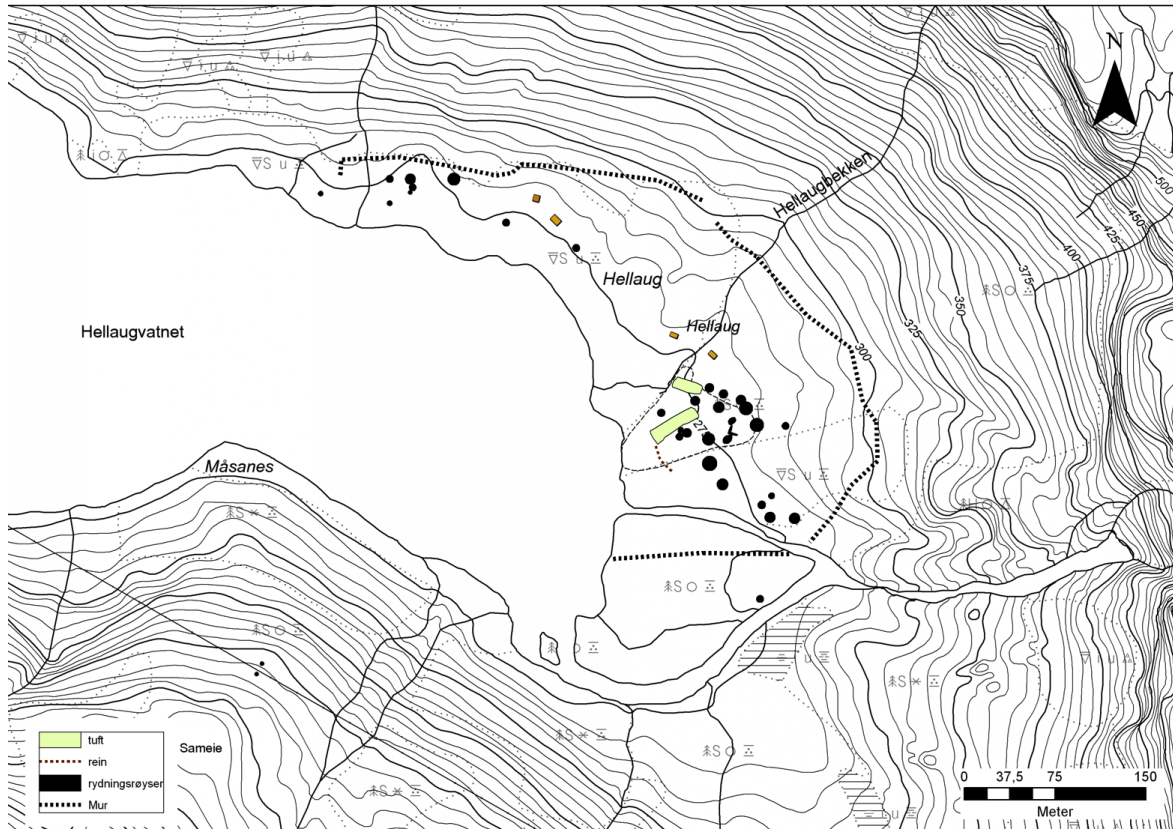 N
Hellaugbekken
500
450
425
400
375
350
325
300
Hellaug
Hellaug
Hellaugvatnet
Måsanes
tuft
rein
rydningsrøyser
Mur
Sameie
0 37,5 75 150
Meter